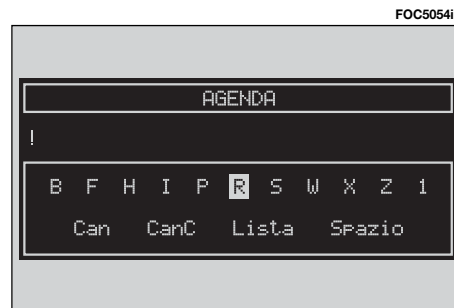 FOC5054i
AGENDA
!
B F H I P R S W X Z 1
Can CanC Lista Spazio